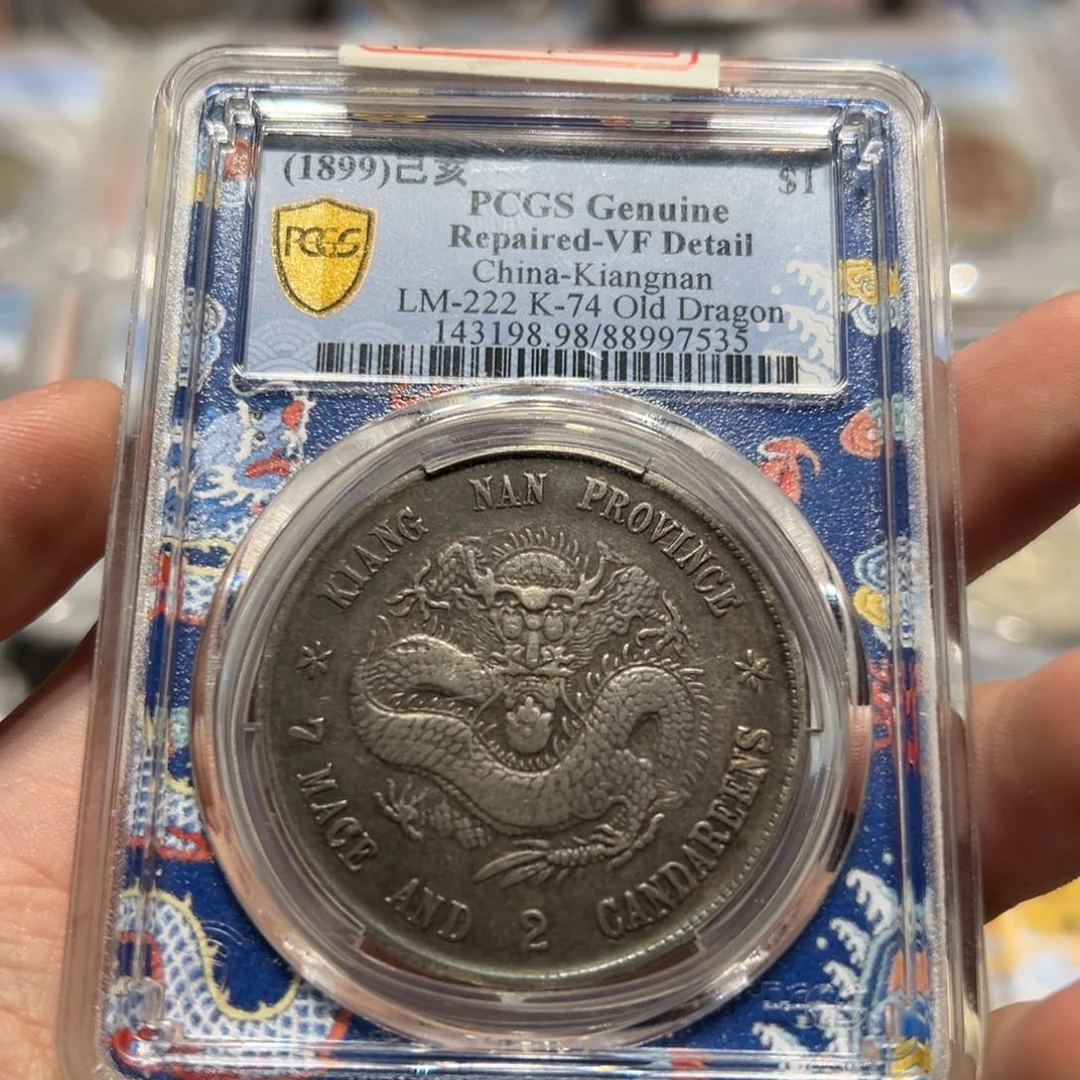 (1899)己亥 $1
PCGS Genuine
Repaired-VF Detail
China-Kiangnan
LM-222 K-74 Old Dragon
143198.98/88997535
PCGS
KIANG NAN PROVINCE
7 MACE AND 2 CANDAREENS